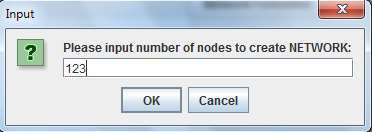 Input
Please input number of nodes to create NETWORK:
123
OK Cancel